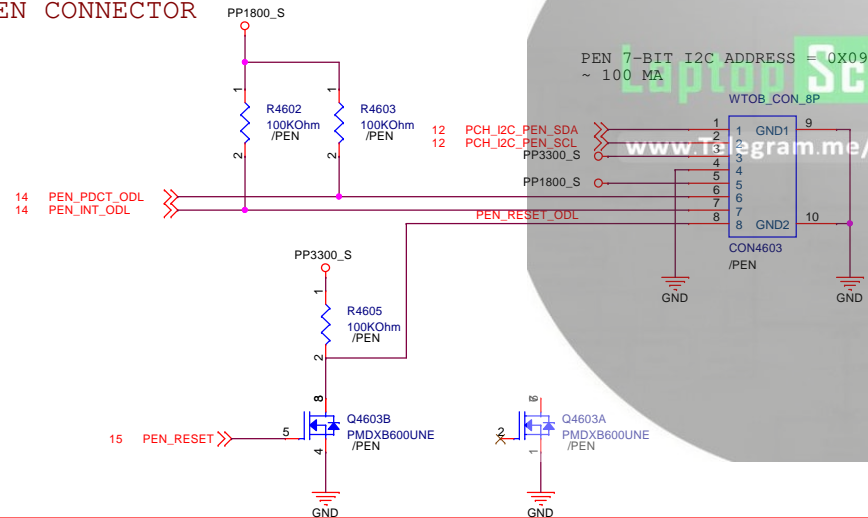 EN CONNECTOR
PP1800_S
PEN 7-BIT I2C ADDRESS = 0X09
~ 100 MA
Laptop Sc
WTOB_CON_8P
1
R4602
100KOhm
/PEN
2
1
R4603
100KOhm
/PEN
2
12 PCH_I2C_PEN_SDA
12 PCH_I2C_PEN_SCL
PP3300_S
PP1800_S
www.Telegram.me/
1 1 GND1 9
2 2
3 3
4 4
5 5
6 6
7 7
8 8 GND2 10
14 PEN_PDCT_ODL
14 PEN_INT_ODL
PEN_RESET_ODL
CON4603
/PEN
GND
GND
PP3300_S
1
R4605
100KOhm
/PEN
2
8
Q4603B
PMDXB600UNE
/PEN
15 PEN_RESET
5
4
GND
Q4603A
PMDXB600UNE
/PEN
2
1
GND